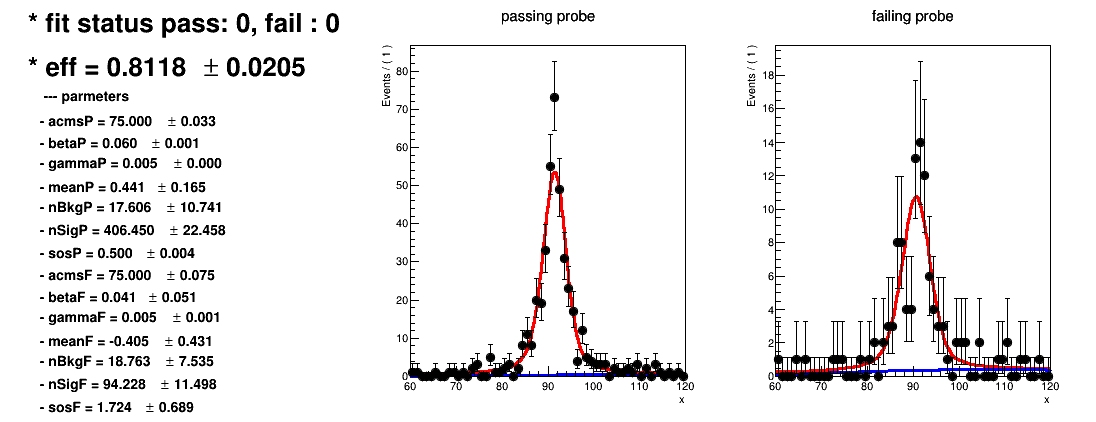 * fit status pass: 0, fail : 0
* eff = 0.8118 ± 0.0205
--- parmeters
- acmsP = 75.000 ± 0.033
- betaP = 0.060 ± 0.001
- gammaP = 0.005 ± 0.000
- meanP = 0.441 ± 0.165
- nBkgP = 17.606 ± 10.741
- nSigP = 406.450 ± 22.458
- sosP = 0.500 ± 0.004
- acmsF = 75.000 ± 0.075
- betaF = 0.041 ± 0.051
- gammaF = 0.005 ± 0.001
- meanF = -0.405 ± 0.431
- nBkgF = 18.763 ± 7.535
- nSigF = 94.228 ± 11.498
- sosF = 1.724 ± 0.689
passing probe
Events / ( 1 )
80
70
60
50
40
30
20
10
0
60 70 80 90 100 110 120
x
failing probe
Events / ( 1 )
18
16
14
12
10
8
6
4
2
0
60 70 80 90 100 110 120
x